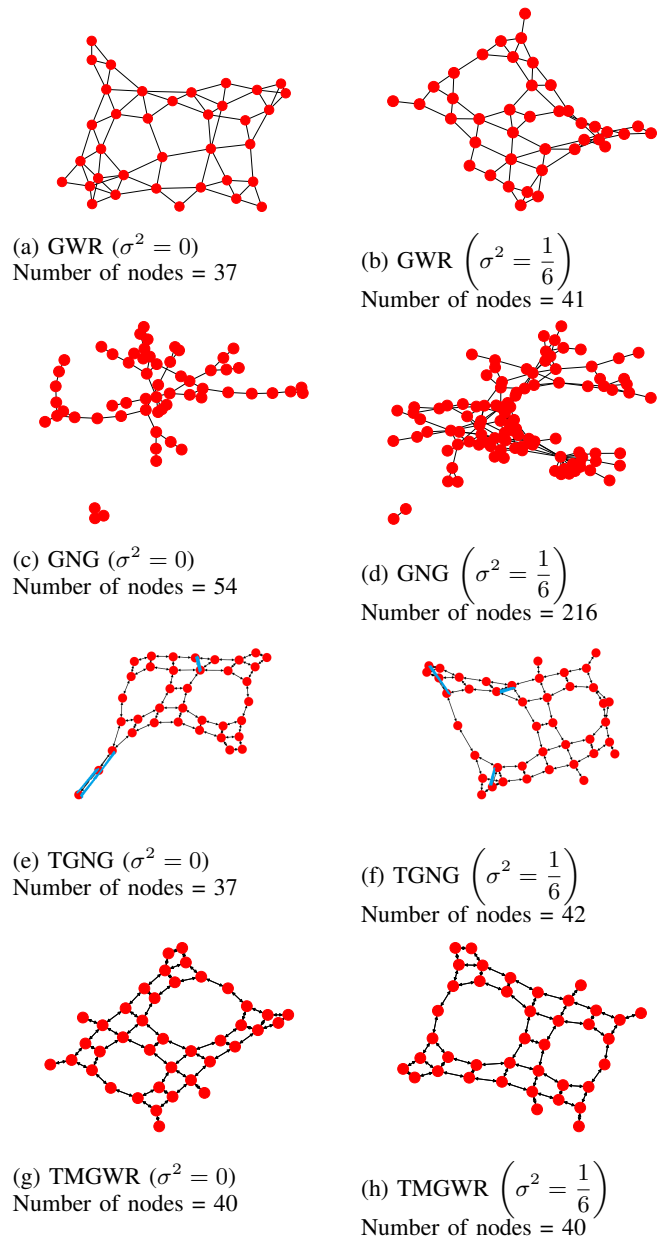 (a) GWR (σ² = 0)
Number of nodes = 37
(b) GWR (σ² = 1/6)
Number of nodes = 41
(c) GNG (σ² = 0)
Number of nodes = 54
(d) GNG (σ² = 1/6)
Number of nodes = 216
(e) TGNG (σ² = 0)
Number of nodes = 37
(f) TGNG (σ² = 1/6)
Number of nodes = 42
(g) TMGWR (σ² = 0)
Number of nodes = 40
(h) TMGWR (σ² = 1/6)
Number of nodes = 40